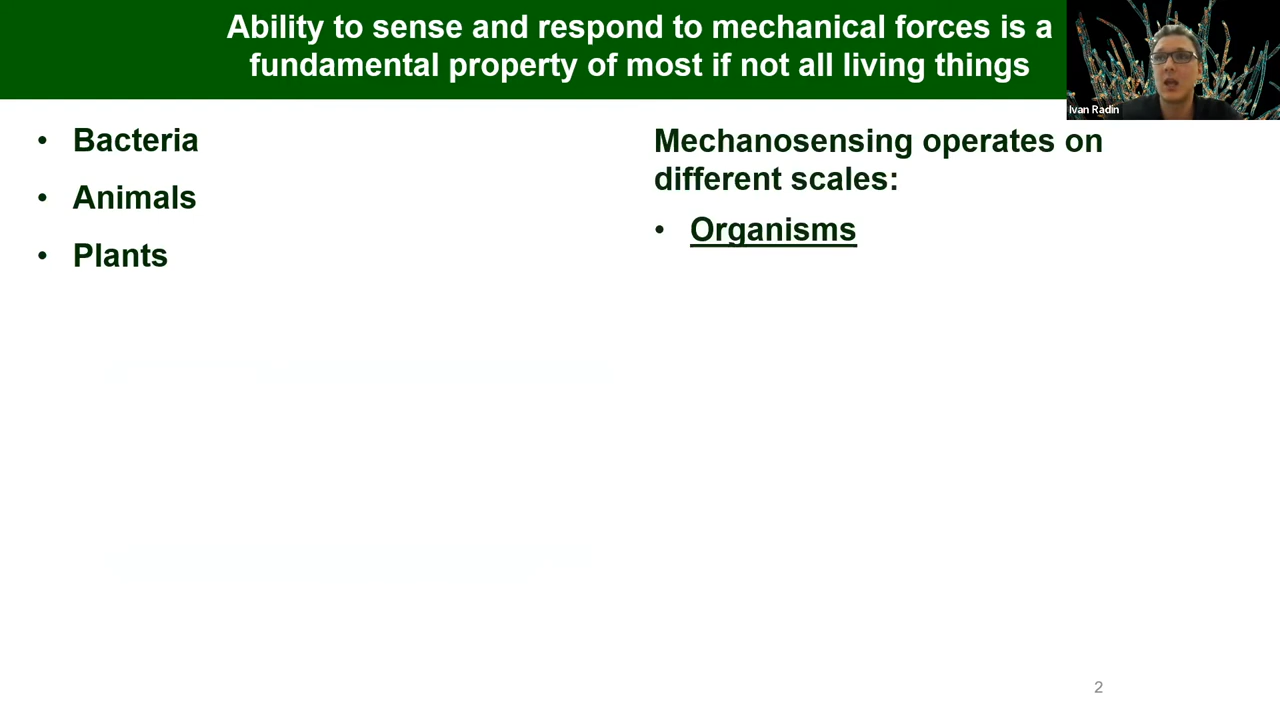 Ability to sense and respond to mechanical forces is a
fundamental property of most if not all living things
Ivan Radin
• Bacteria
• Animals
• Plants
Mechanosensing operates on
different scales:
• Organisms
2